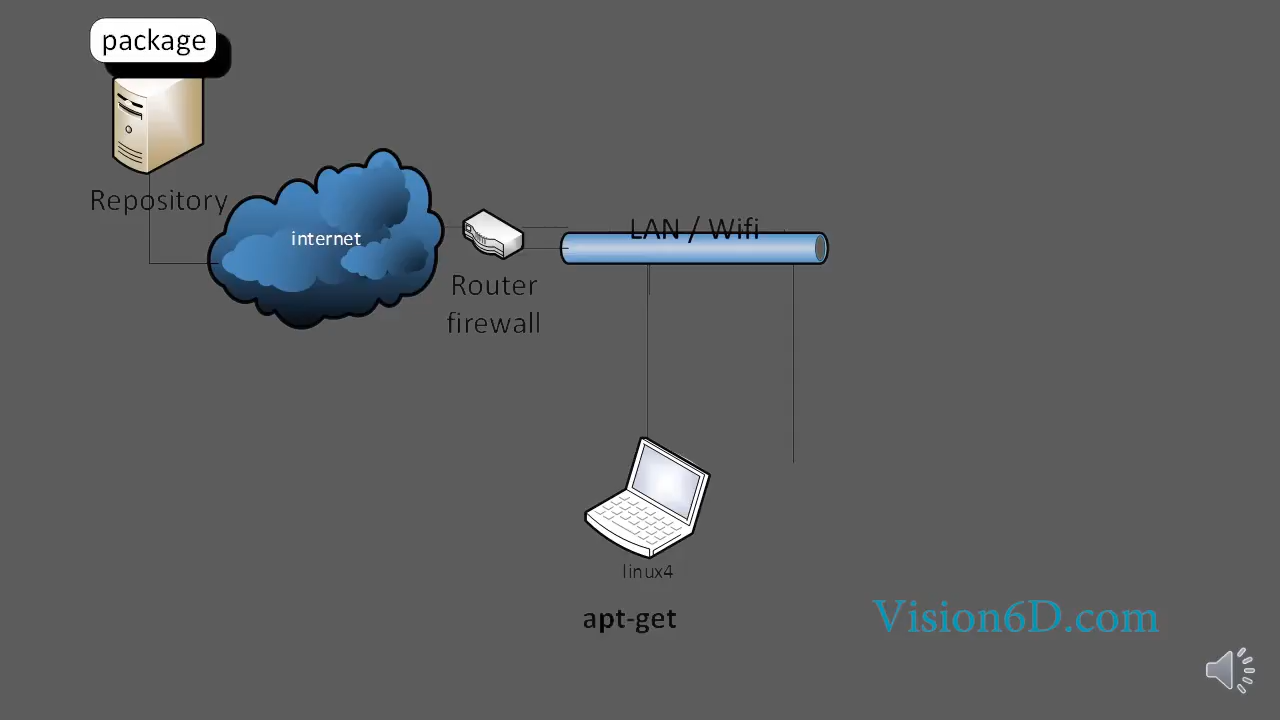 package
Repository
internet
LAN / Wifi
Router
firewall
linux4
apt-get
Vision6D.com